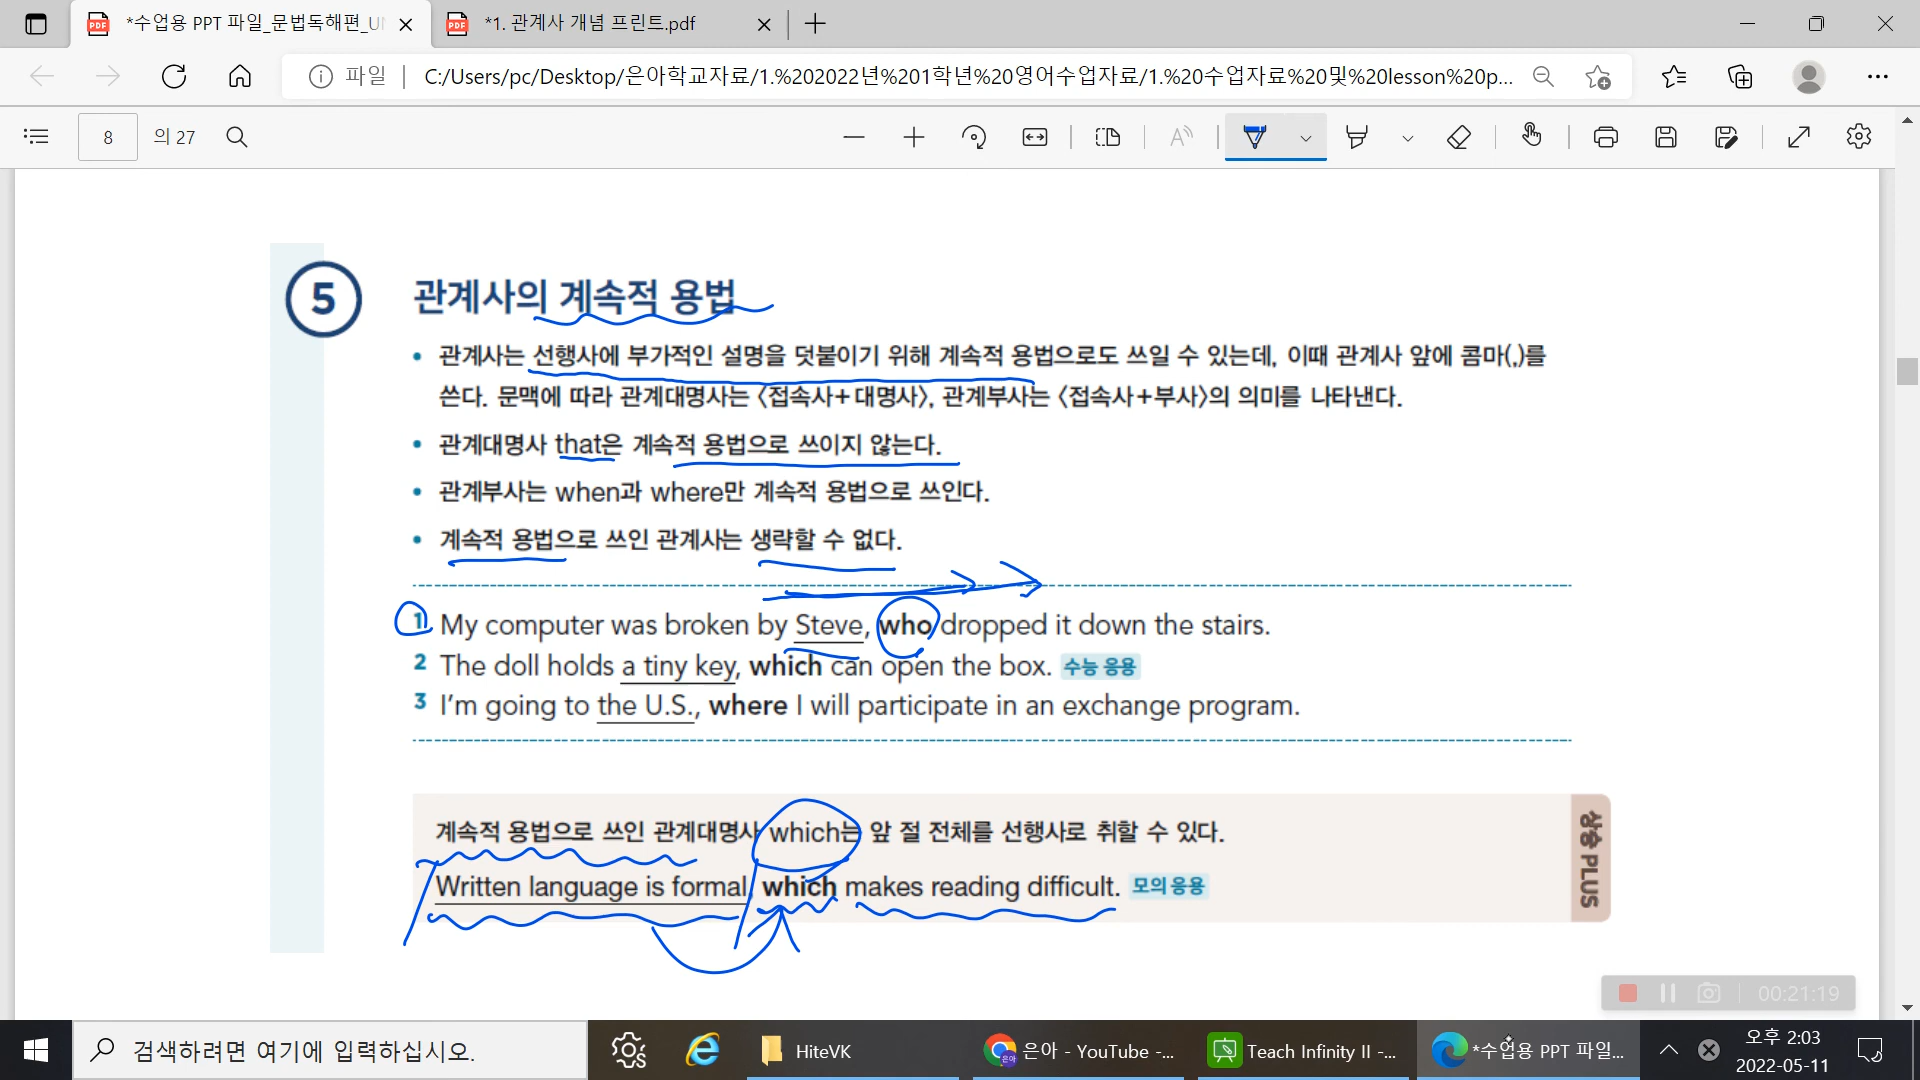 *수업용 PPT 파일_문법독해편_U
*1. 관계사 개념 프린트.pdf
파일
C:/Users/pc/Desktop/은아학교자료/1.%202022년%201학년%20영어수업자료/1.%20수업자료%20및%20lesson%20p...
8 의 27
5 관계사의 계속적 용법
• 관계사는 선행사에 부가적인 설명을 덧붙이기 위해 계속적 용법으로도 쓰일 수 있는데, 이때 관계사 앞에 콤마(,)를
쓴다. 문맥에 따라 관계대명사는 〈접속사+대명사〉, 관계부사는 〈접속사+부사〉의 의미를 나타낸다.
• 관계대명사 that은 계속적 용법으로 쓰이지 않는다.
• 관계부사는 when과 where만 계속적 용법으로 쓰인다.
• 계속적 용법으로 쓰인 관계사는 생략할 수 없다.
1 My computer was broken by Steve, who dropped it down the stairs.
2 The doll holds a tiny key, which can open the box. 수능 응용
3 I'm going to the U.S., where I will participate in an exchange program.
계속적 용법으로 쓰인 관계대명사 which는 앞 절 전체를 선행사로 취할 수 있다.
Written language is formal, which makes reading difficult. 모의 응용
상승 PLUS
00:21:19
검색하려면 여기에 입력하십시오.
HiteVK
은아 - YouTube -...
Teach Infinity II -...
*수업용 PPT 파일...
오후 2:03
2022-05-11